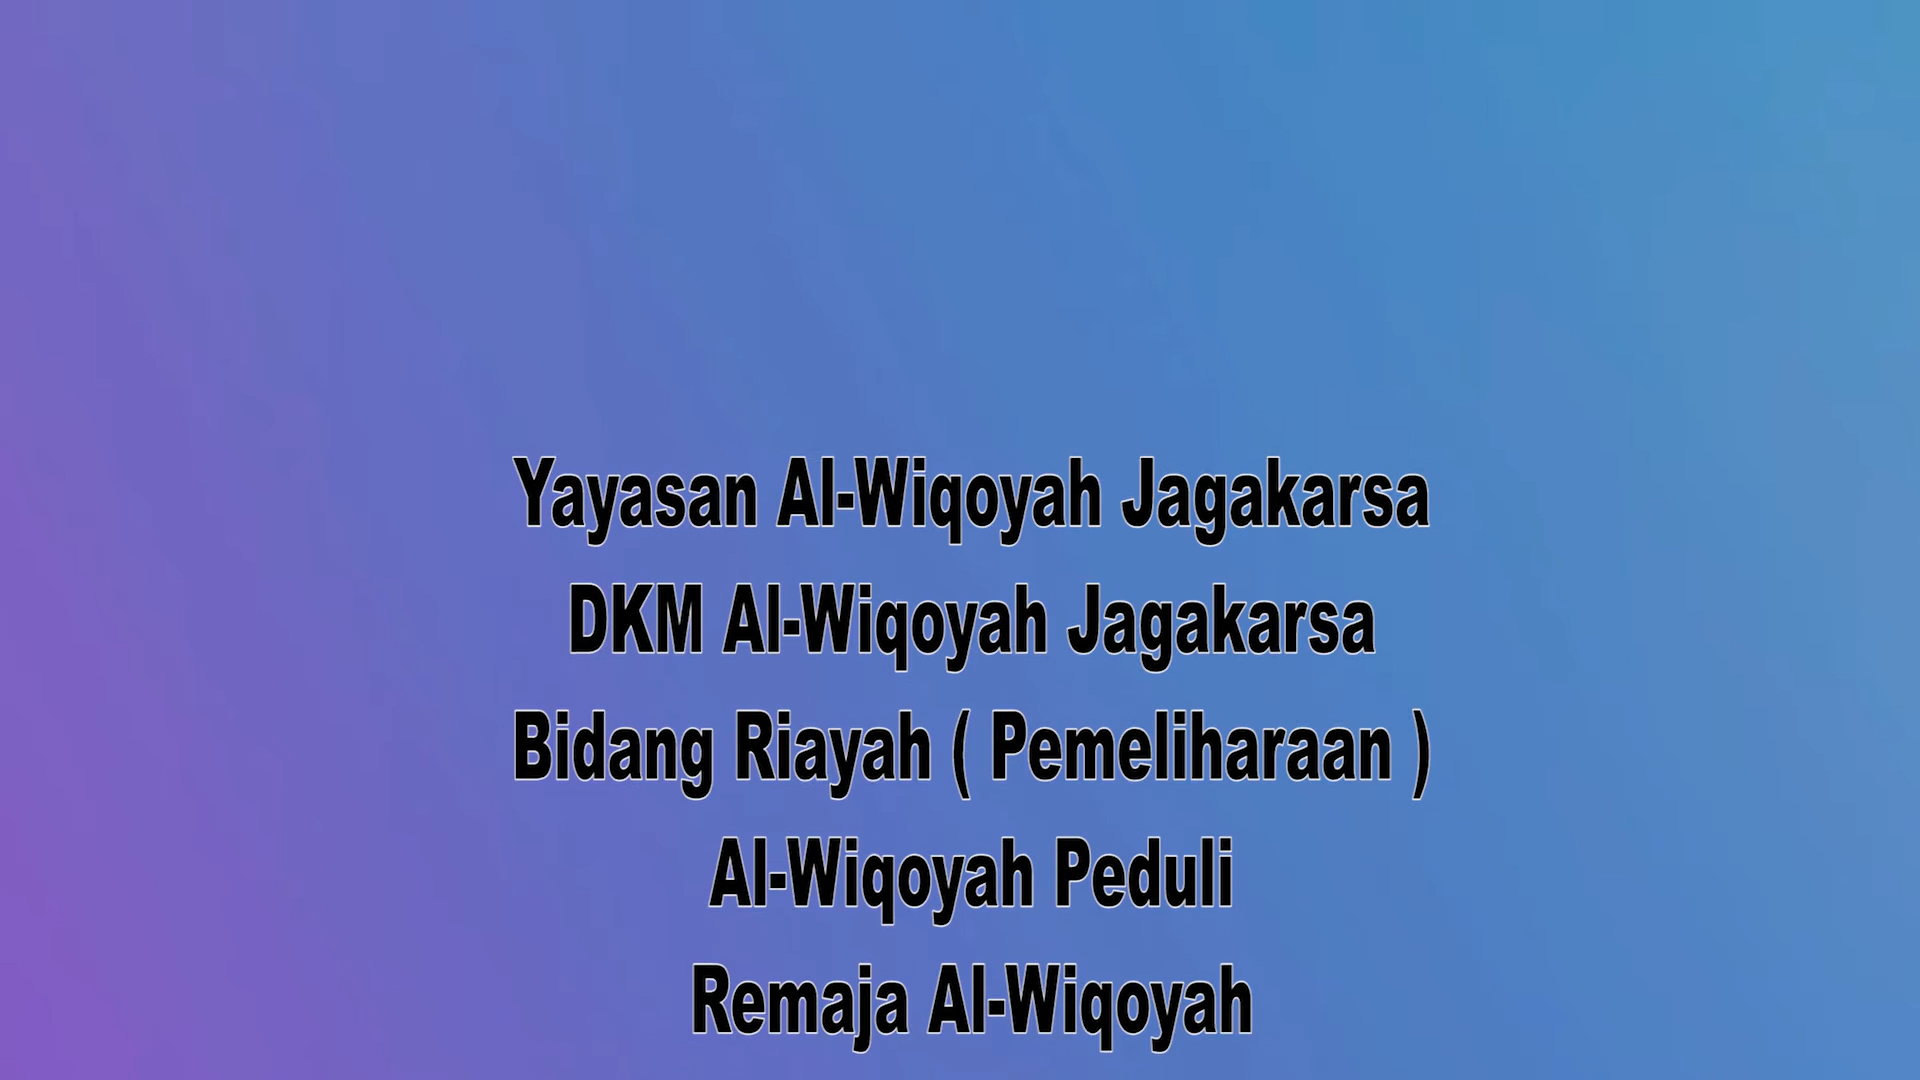 Yayasan Al-Wiqoyah Jagakarsa
DKM Al-Wiqoyah Jagakarsa
Bidang Riayah ( Pemeliharaan )
Al-Wiqoyah Peduli
Remaja Al-Wiqoyah